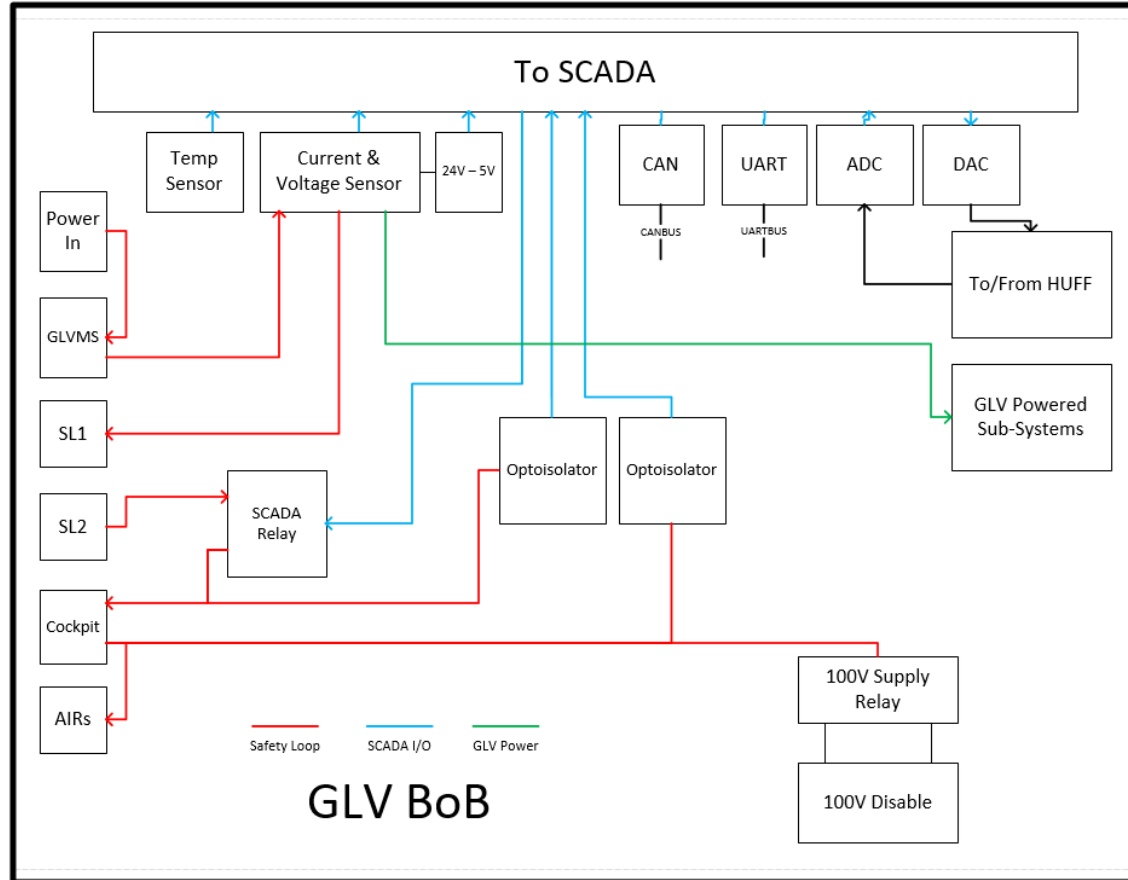 To SCADA
Temp
Sensor
Current &
Voltage Sensor
24V – 5V
CAN
UART
ADC
DAC
Power
In
CANBUS
UARTBUS
To/From HUFF
GLVMS
SL1
GLV Powered
Sub-Systems
Optoisolator
Optoisolator
SL2
SCADA
Relay
Cockpit
100V Supply
Relay
AIRs
Safety Loop
SCADA I/O
GLV Power
GLV BoB
100V Disable